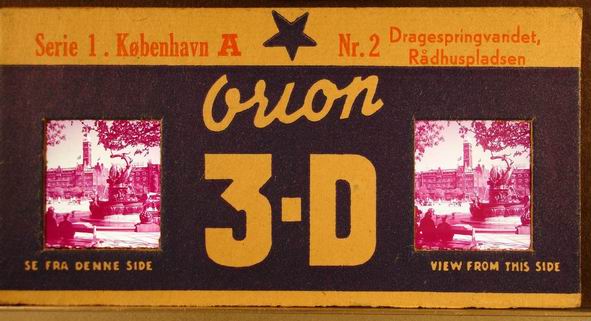 Serie 1. København A
Nr. 2
Dragespringvandet,
Rådhuspladsen
Orion
3-D
SE FRA DENNE SIDE
VIEW FROM THIS SIDE